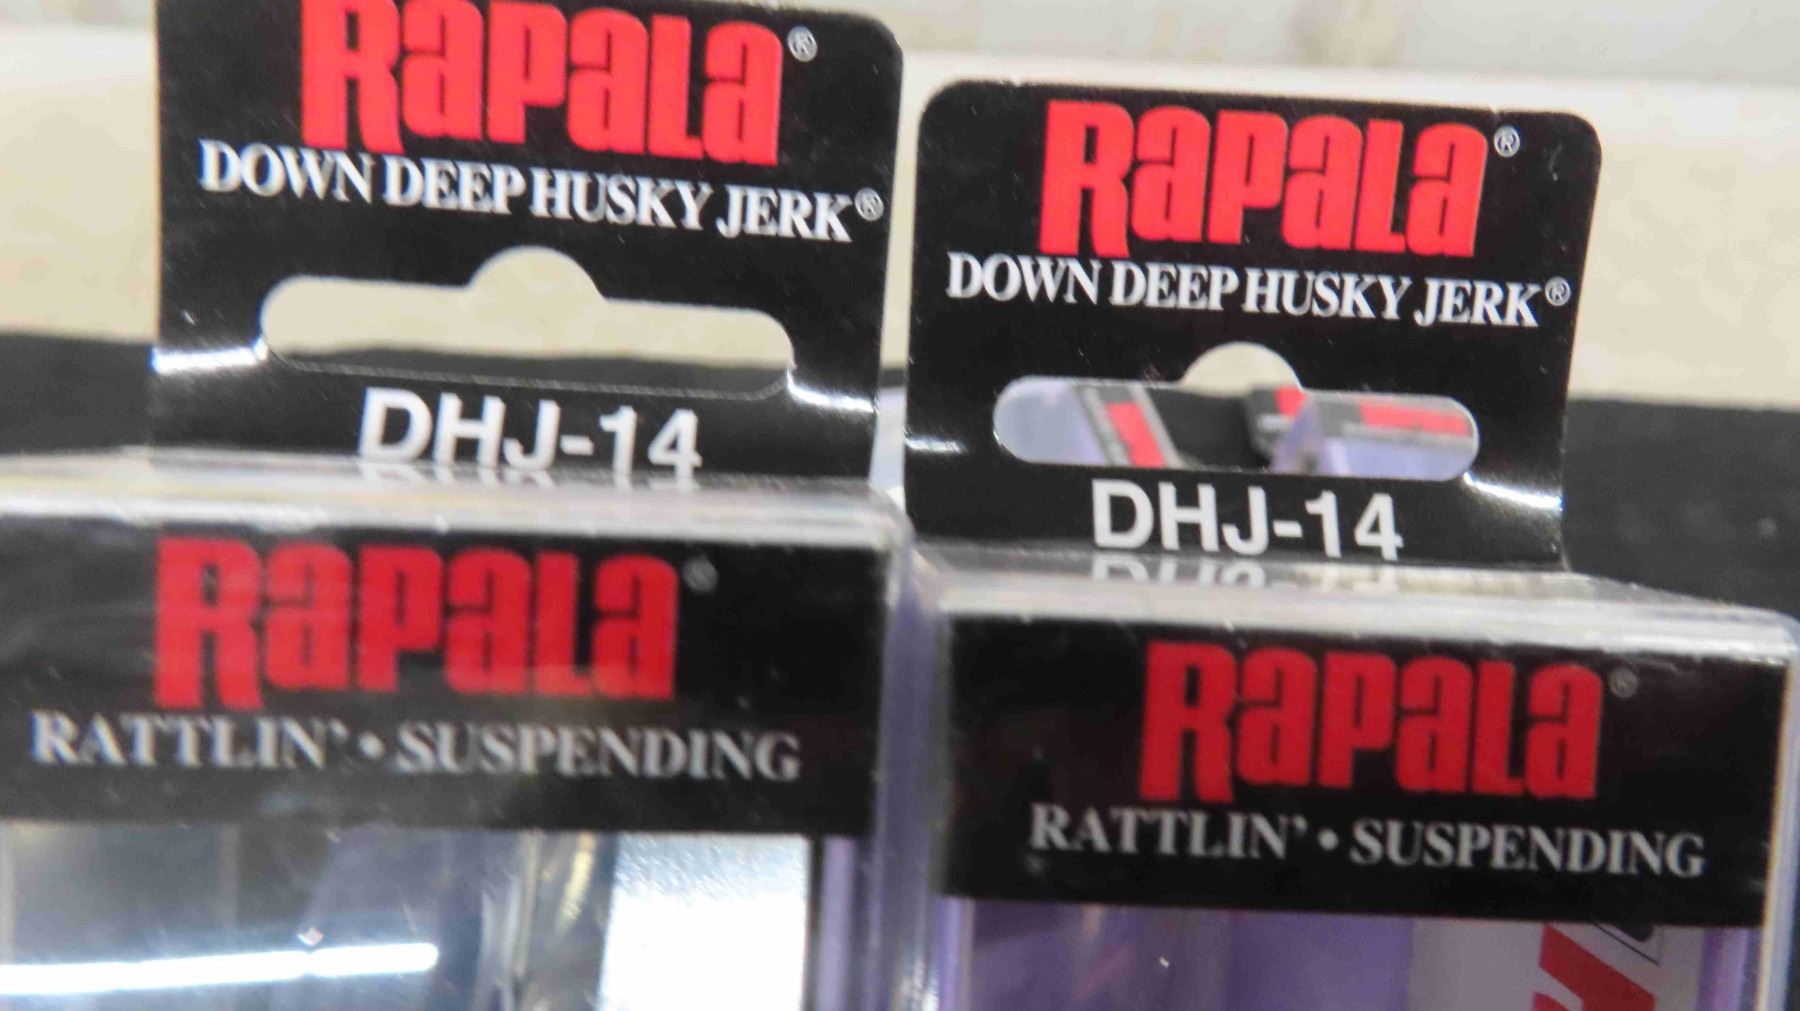 Rapala®
DOWN DEEP HUSKY JERK®
DHJ-14
Rapala®
RATTLIN' • SUSPENDING
Rapala®
DOWN DEEP HUSKY JERK®
DHJ-14
Rapala®
RATTLIN' • SUSPENDING